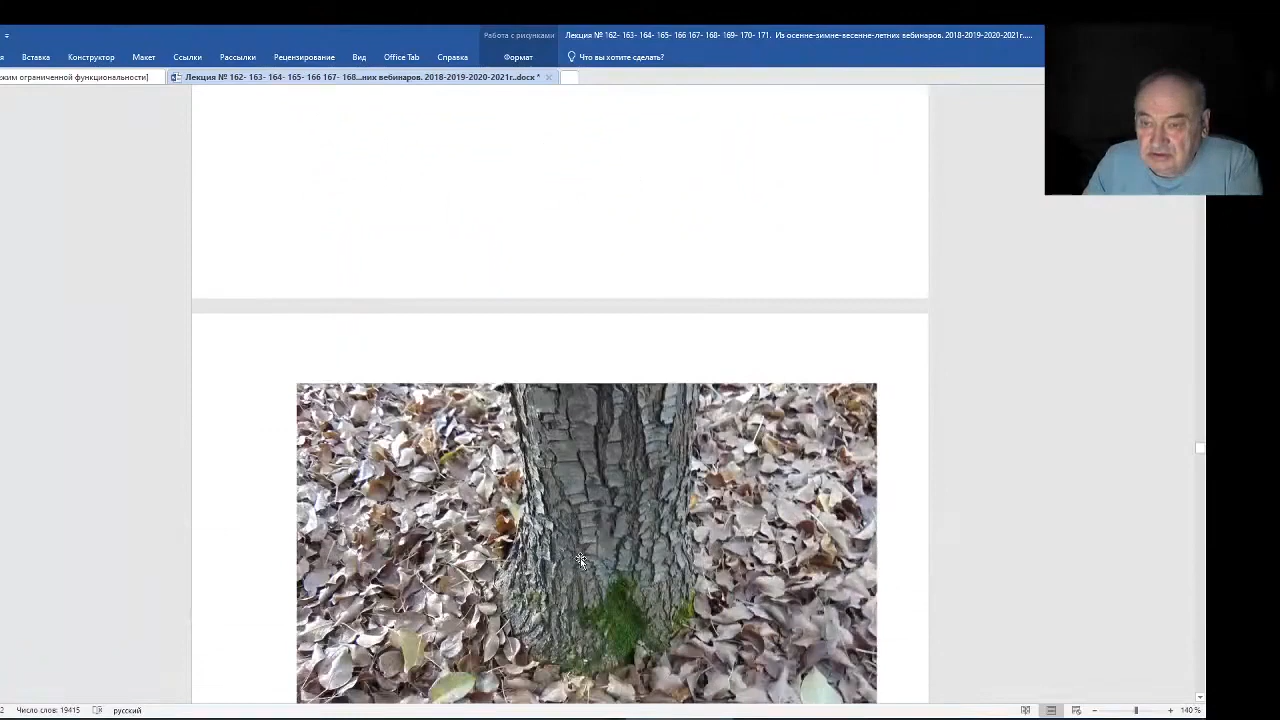 Работа с рисунками
Лекция № 162- 163- 164- 165- 166 167- 168- 169- 170- 171. Из осенне-зимне-весенне-летних вебинаров. 2018-2019-2020-2021г.....
Вставка Конструктор Макет Ссылки Рассылки Рецензирование Вид Office Tab Справка Формат Что вы хотите сделать?
жим ограниченной функциональности]
Лекция № 162- 163- 164- 165- 166 167- 168...них вебинаров. 2018-2019-2020-2021г..docx *
2 Число слов: 19415 русский
140 %